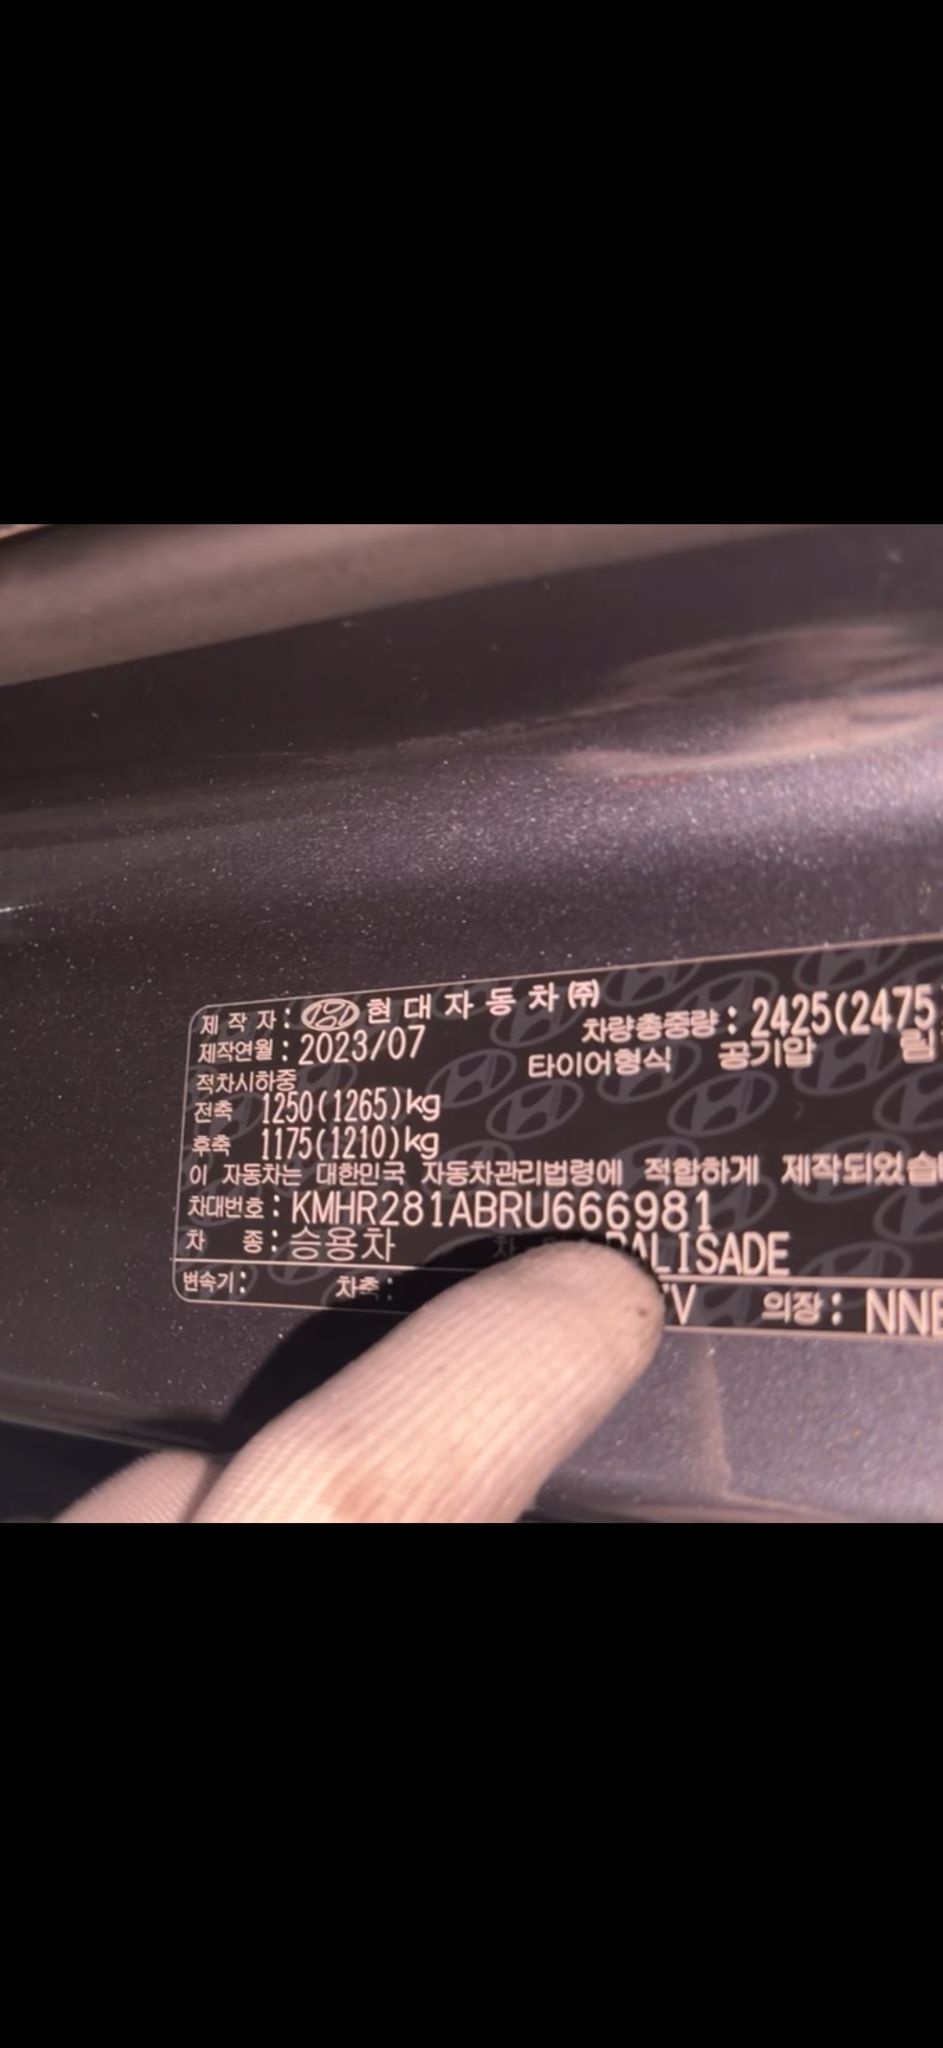 제 작 자 : 현 대 자 동 차 ㈜
제작연월 : 2023/07
차량총중량 : 2425(2475
적차시하중
타이어형식 공기압
전축 1250(1265)kg
후축 1175(1210)kg
이 자동차는 대한민국 자동차관리법령에 적합하게 제작되었습
차대번호 : KMHR281ABRU666981
차 종 : 승용차 PALISADE
변속기 : 차축 : 의장 :